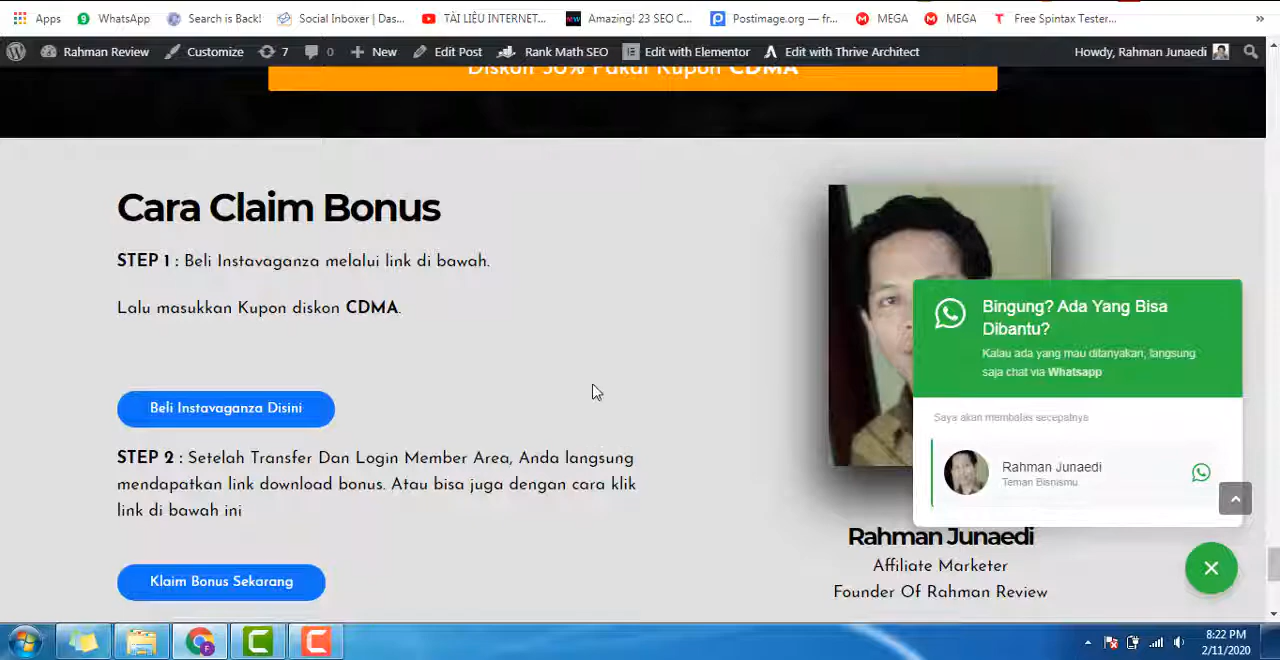 Apps WhatsApp Search is Back! Social Inboxer | Das... TÀI LIỆU INTERNET... Amazing! 23 SEO C... Postimage.org — fr... MEGA MEGA Free Spintax Tester... »
Rahman Review Customize 7 0 New Edit Post Rank Math SEO Edit with Elementor Edit with Thrive Architect Howdy, Rahman Junaedi
Diskon 50% Pakai Kupon CDMA
Cara Claim Bonus
STEP 1 : Beli Instavaganza melalui link di bawah.
Lalu masukkan Kupon diskon CDMA.
Beli Instavaganza Disini
STEP 2 : Setelah Transfer Dan Login Member Area, Anda langsung
mendapatkan link download bonus. Atau bisa juga dengan cara klik
link di bawah ini
Klaim Bonus Sekarang
Bingung? Ada Yang Bisa
Dibantu?
Kalau ada yang mau ditanyakan, langsung
saja chat via Whatsapp
Saya akan membalas secepatnya
Rahman Junaedi
Teman Bisnismu
Rahman Junaedi
Affiliate Marketer
Founder Of Rahman Review
8:22 PM
2/11/2020